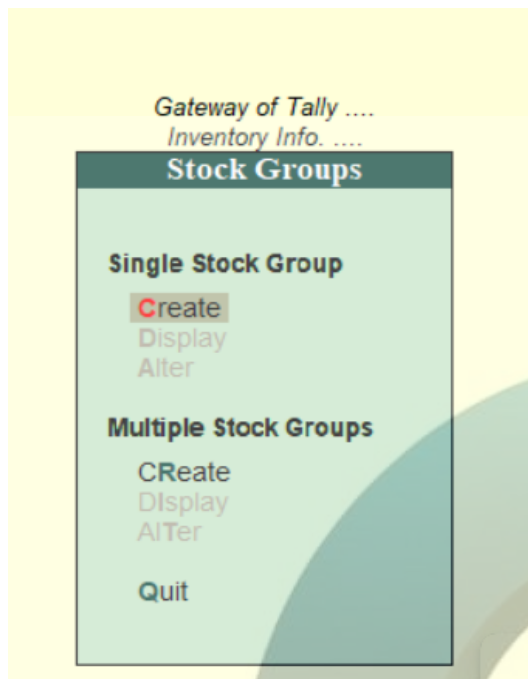 Gateway of Tally ....
Inventory Info. ....
Stock Groups
Single Stock Group
Create
Display
Alter
Multiple Stock Groups
CReate
DIsplay
AlTer
Quit